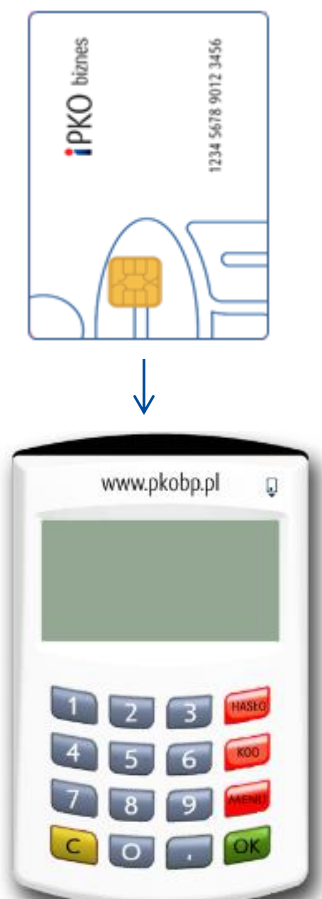 iPKO biznes
1234 5678 9012 3456
www.pkobp.pl
1 2 3 HASŁO
4 5 6 KOD
7 8 9 MENU
C 0 , OK